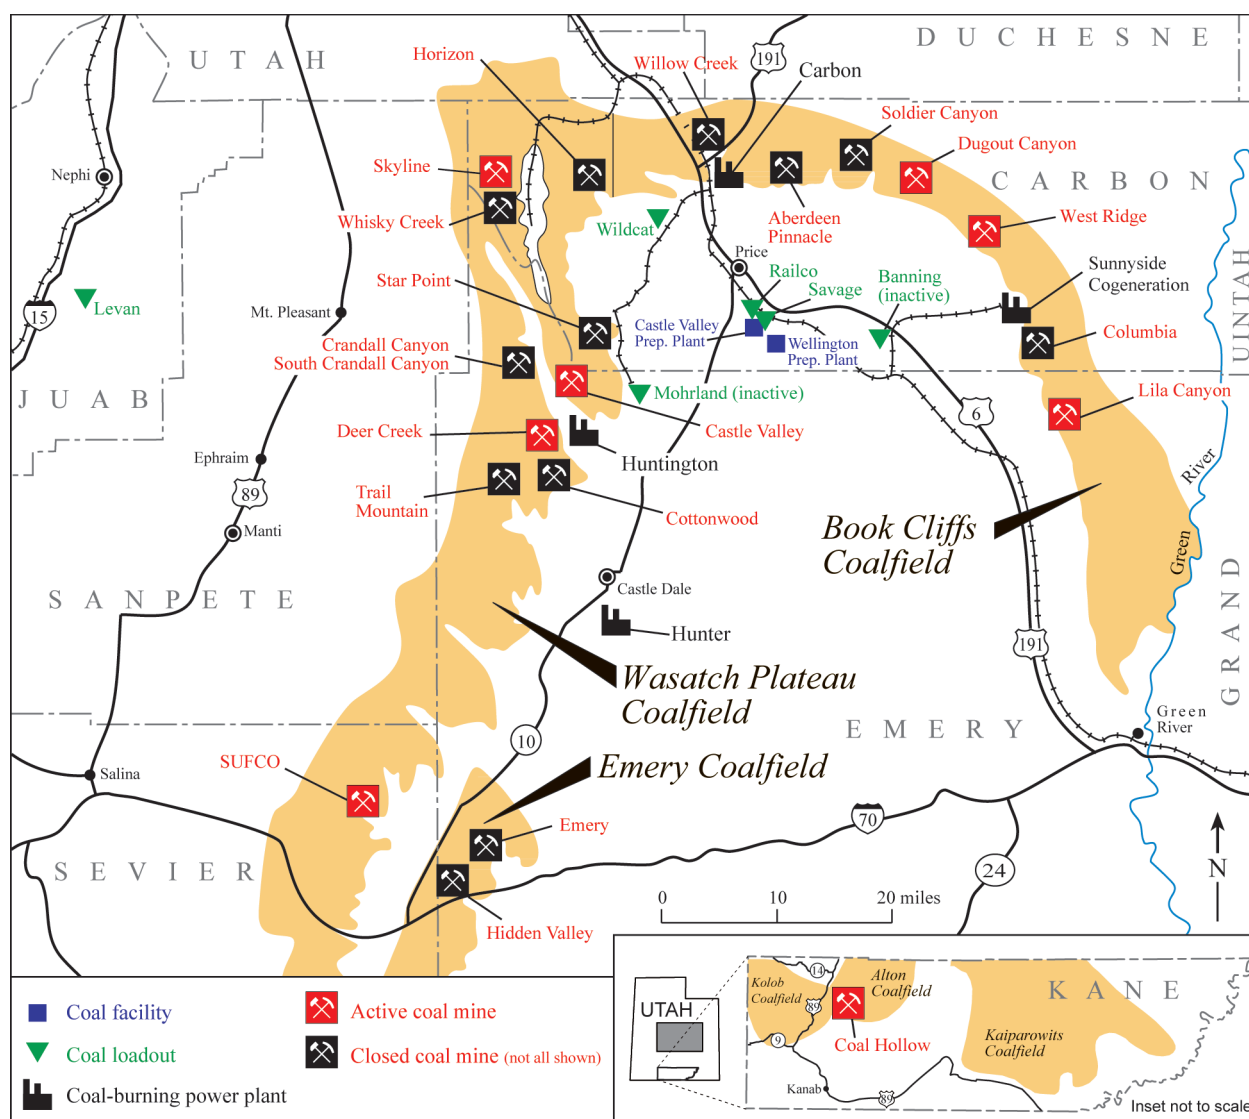 UTAH
DUCHESNE
Horizon
Willow Creek
191
Carbon
Soldier Canyon
Dugout Canyon
Skyline
Nephi
CARBON
Whisky Creek
Wildcat
Aberdeen
Pinnacle
West Ridge
Price
Star Point
Railco
Savage
Banning
(inactive)
Sunnyside
Cogeneration
UINTAH
15
Levan
Mt. Pleasant
Castle Valley
Prep. Plant
Wellington
Prep. Plant
Columbia
Crandall Canyon
South Crandall Canyon
JUAB
Mohrland (inactive)
Lila Canyon
6
Deer Creek
Castle Valley
Ephraim
Huntington
River
89
Trail
Mountain
Cottonwood
Manti
Book Cliffs
Coalfield
Green
SANPETE
Castle Dale
GRAND
Hunter
191
Wasatch Plateau
Coalfield
EMERY
Green
River
10
SUFCO
Salina
Emery Coalfield
Emery
70
SEVIER
24
N
0
10
20 miles
Hidden Valley
Coal facility
Active coal mine
Coal loadout
Closed coal mine (not all shown)
Coal-burning power plant
UTAH
14
Kolob
Coalfield
Alton
Coalfield
KANE
89
Coal Hollow
9
Kaiparowits
Coalfield
Kanab
89
Inset not to scale